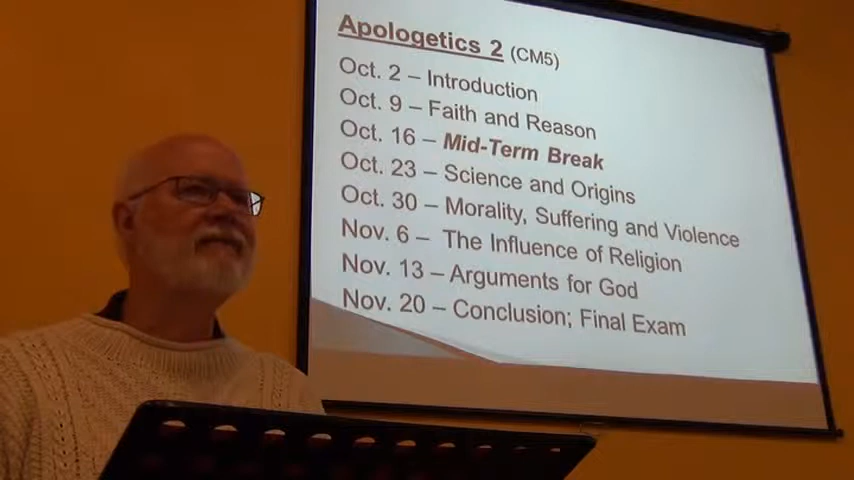 Apologetics 2 (CM5)
Oct. 2 – Introduction
Oct. 9 – Faith and Reason
Oct. 16 – Mid-Term Break
Oct. 23 – Science and Origins
Oct. 30 – Morality, Suffering and Violence
Nov. 6 – The Influence of Religion
Nov. 13 – Arguments for God
Nov. 20 – Conclusion; Final Exam